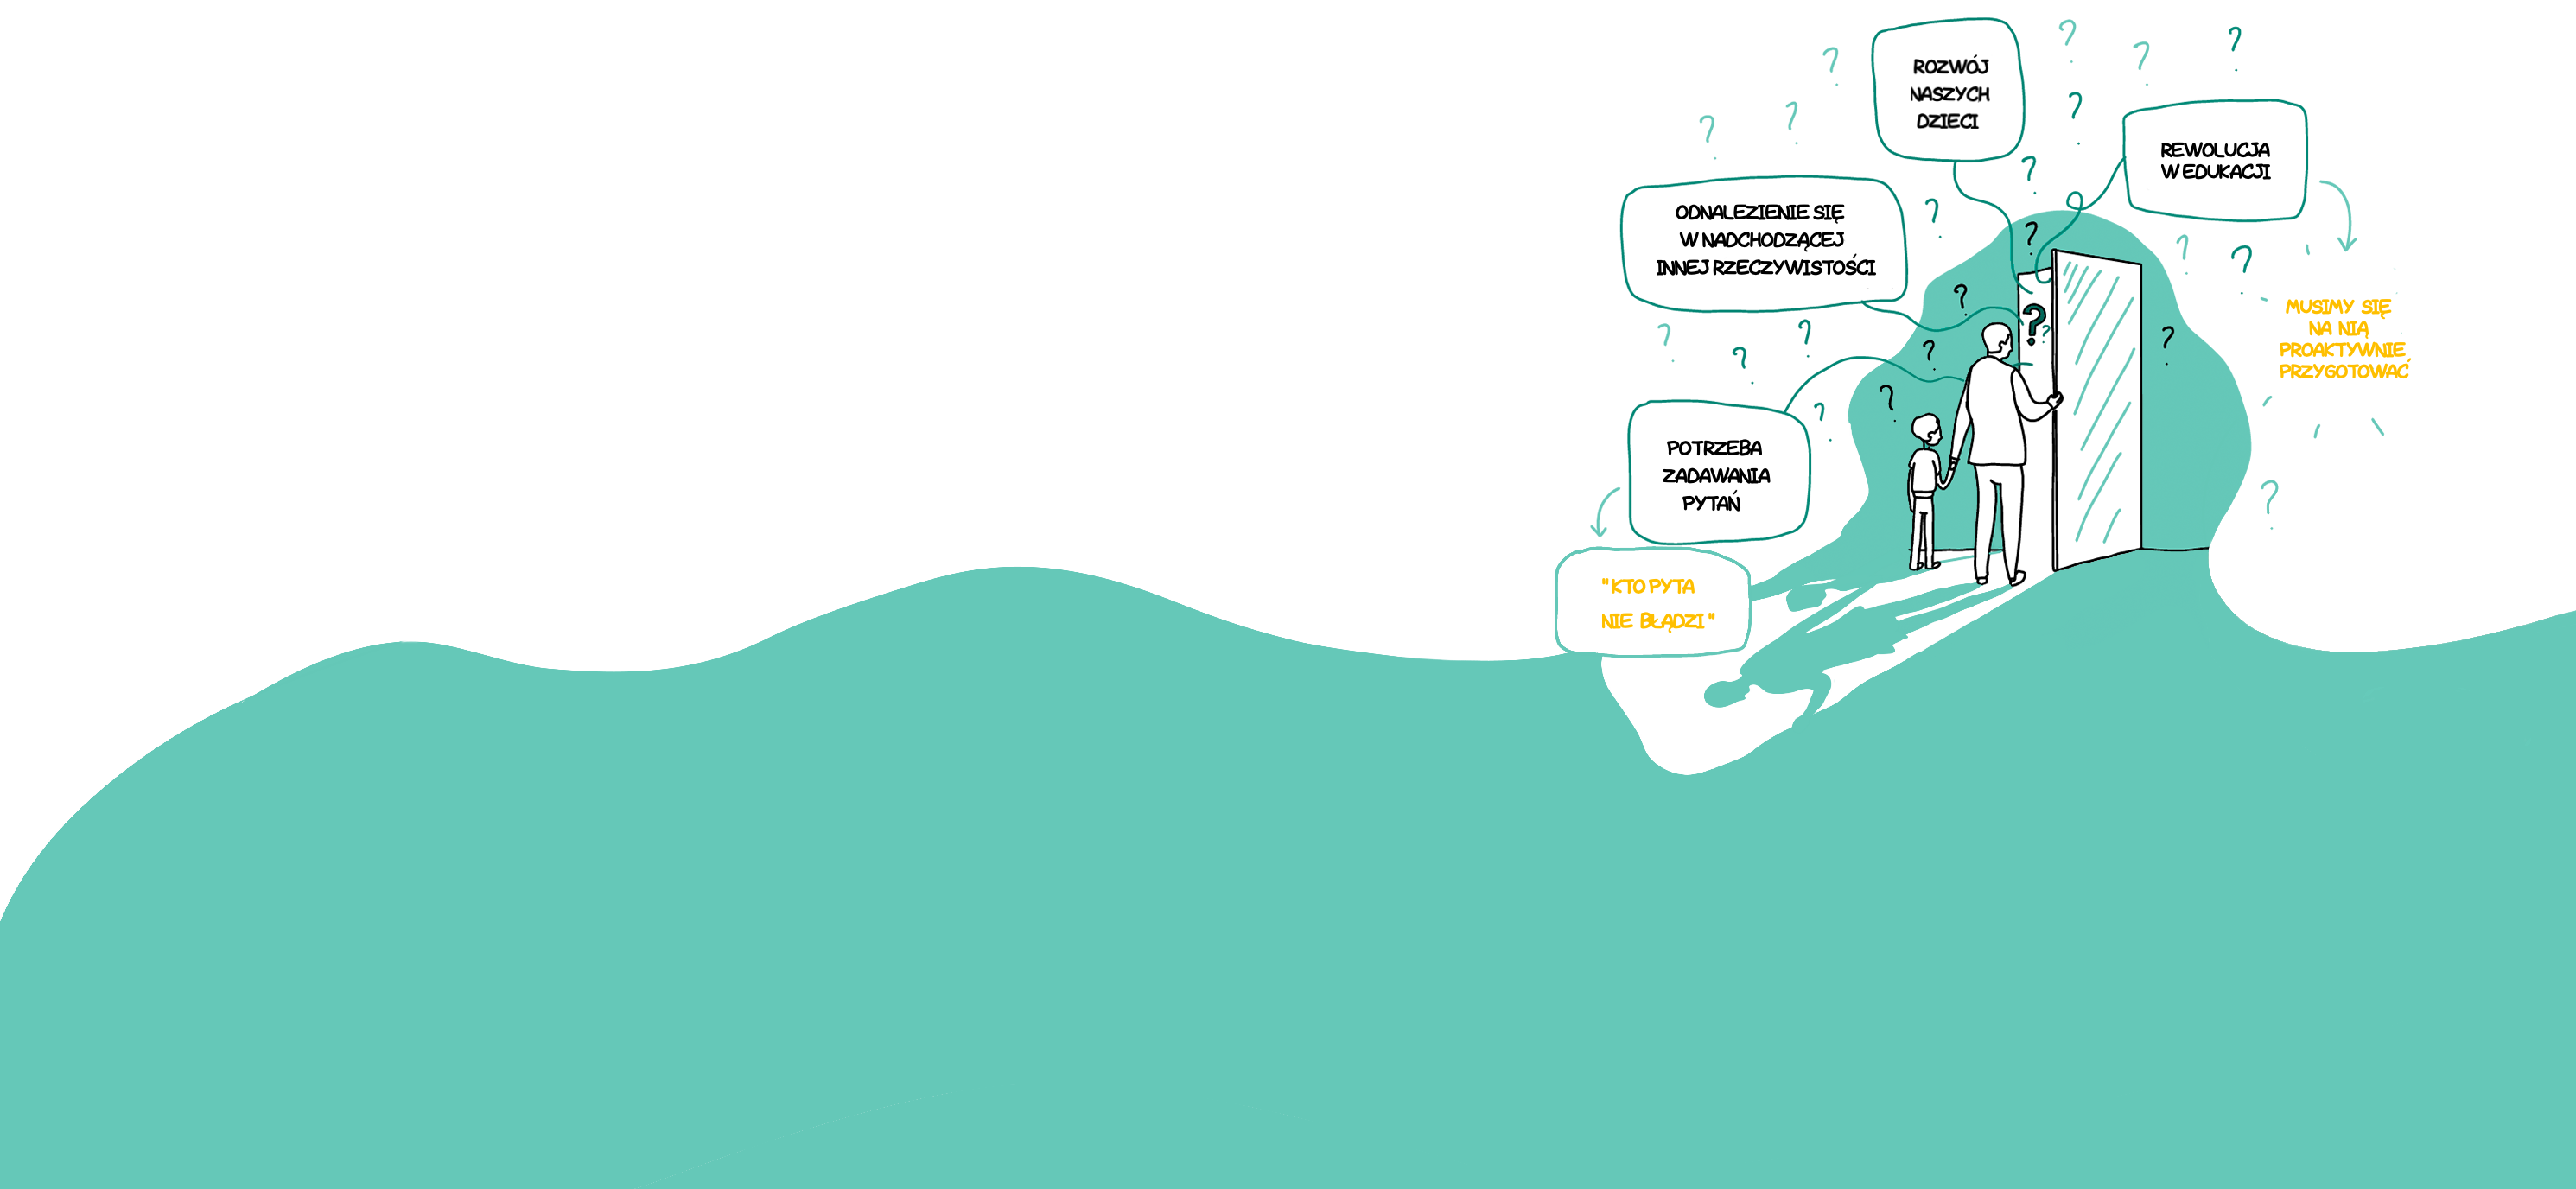 ROZWÓJ
NASZYCH
DZIECI
REWOLUCJA
W EDUKACJI
ODNALEZIENIE SIĘ
W NADCHODZĄCEJ
INNEJ RZECZYWISTOŚCI
MUSIMY SIĘ
NA NIĄ
PROAKTYWNIE
PRZYGOTOWAĆ
POTRZEBA
ZADAWANIA
PYTAŃ
"KTO PYTA
NIE BŁĄDZI"